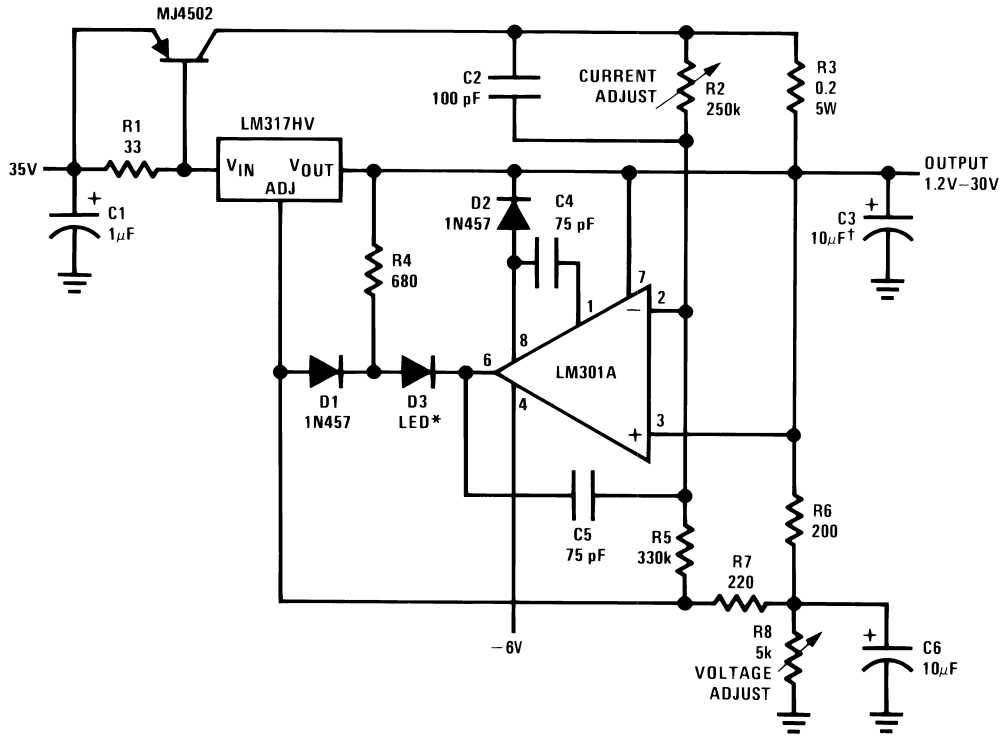 MJ4502
C2
100 pF
CURRENT
ADJUST
R2
250k
R3
0.2
5W
R1
33
LM317HV
35V
VIN
VOUT
ADJ
OUTPUT
1.2V–30V
C1
1μF
+
R4
680
D2
1N457
C4
75 pF
+
C3
10μF†
1
7
2
−
8
6
LM301A
4
+
3
D1
1N457
D3
LED*
C5
75 pF
R5
330k
R6
200
R7
220
−6V
R8
5k
VOLTAGE
ADJUST
+
C6
10μF